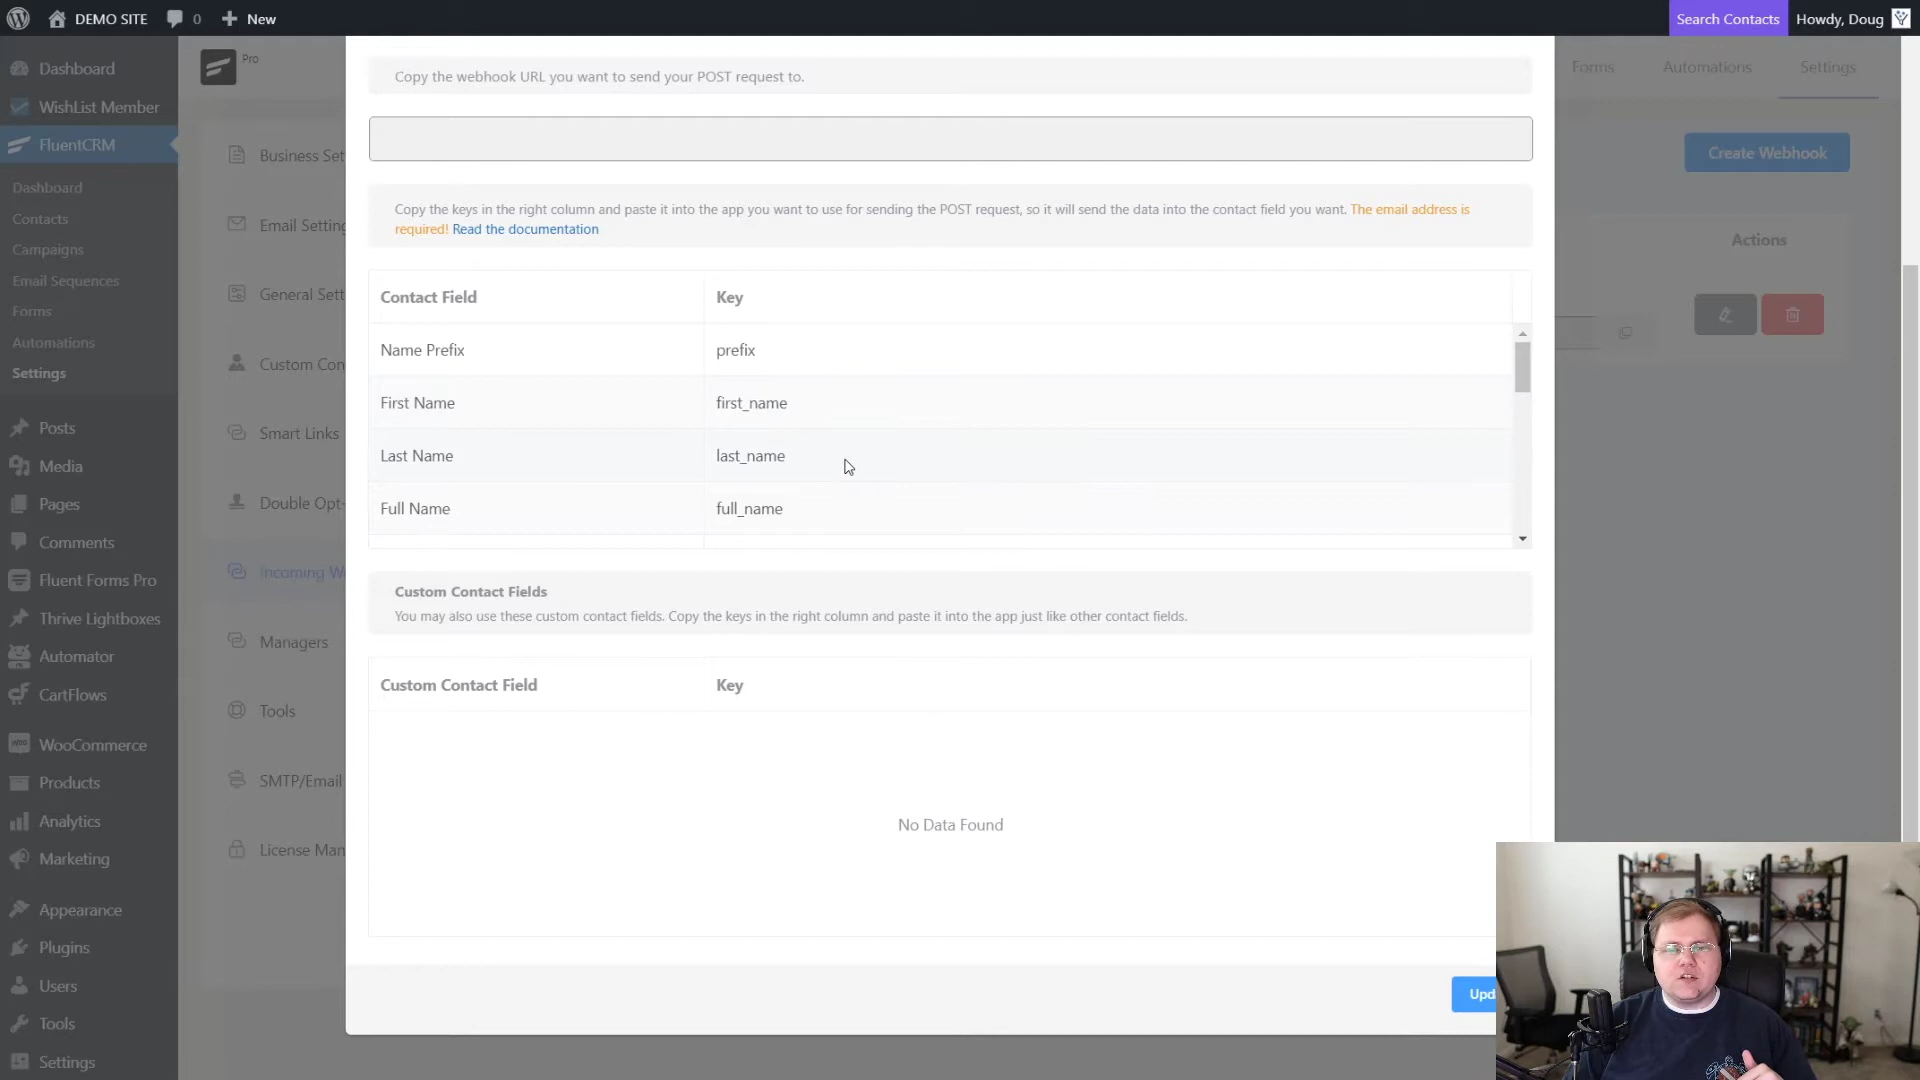 DEMO SITE
0
New
Search Contacts
Howdy, Doug
Dashboard
WishList Member
FluentCRM
Dashboard
Contacts
Campaigns
Email Sequences
Forms
Automations
Settings
Posts
Media
Pages
Comments
Fluent Forms Pro
Thrive Lightboxes
Automator
CartFlows
WooCommerce
Products
Analytics
Marketing
Appearance
Plugins
Users
Tools
Settings
Pro
Forms
Automations
Settings
Business Set
Email Setting
General Sett
Custom Con
Smart Links
Double Opt-
Incoming W
Managers
Tools
SMTP/Email
License Man
Create Webhook
Actions
Copy the webhook URL you want to send your POST request to.
Copy the keys in the right column and paste it into the app you want to use for sending the POST request, so it will send the data into the contact field you want. The email address is
required! Read the documentation
Contact Field Key
Name Prefix prefix
First Name first_name
Last Name last_name
Full Name full_name
Custom Contact Fields
You may also use these custom contact fields. Copy the keys in the right column and paste it into the app just like other contact fields.
Custom Contact Field Key
No Data Found
Upd